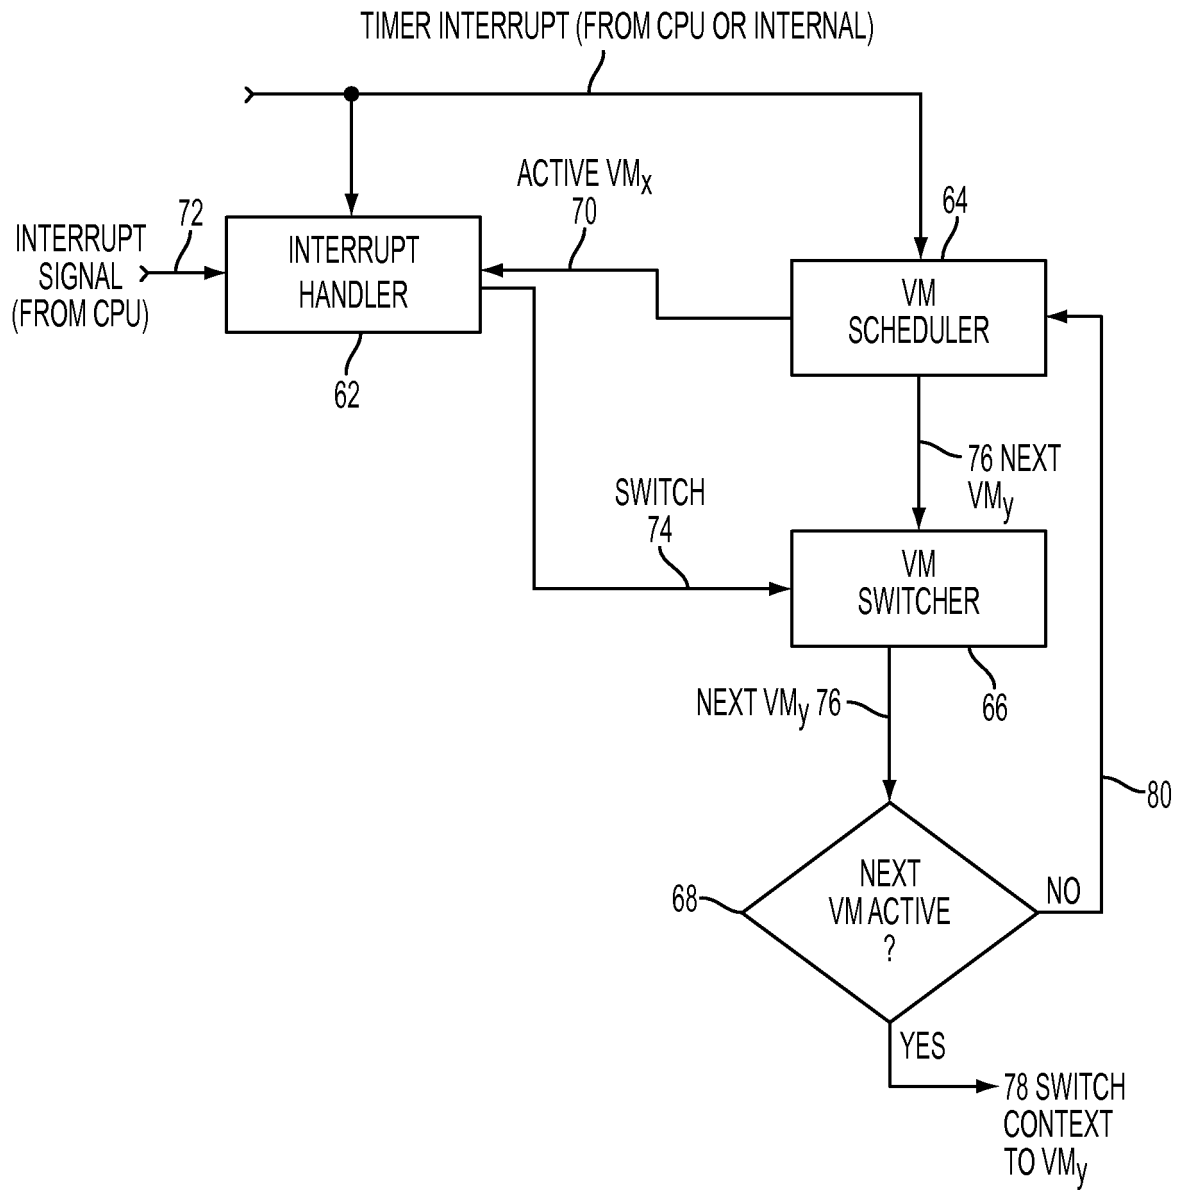 TIMER INTERRUPT (FROM CPU OR INTERNAL)
ACTIVE VMx
70
64
72
INTERRUPT
SIGNAL
(FROM CPU)
INTERRUPT
HANDLER
62
VM
SCHEDULER
76 NEXT
VMy
SWITCH
74
VM
SWITCHER
66
NEXT VMy 76
80
68
NEXT
VM ACTIVE
?
NO
YES
78 SWITCH
CONTEXT
TO VMy